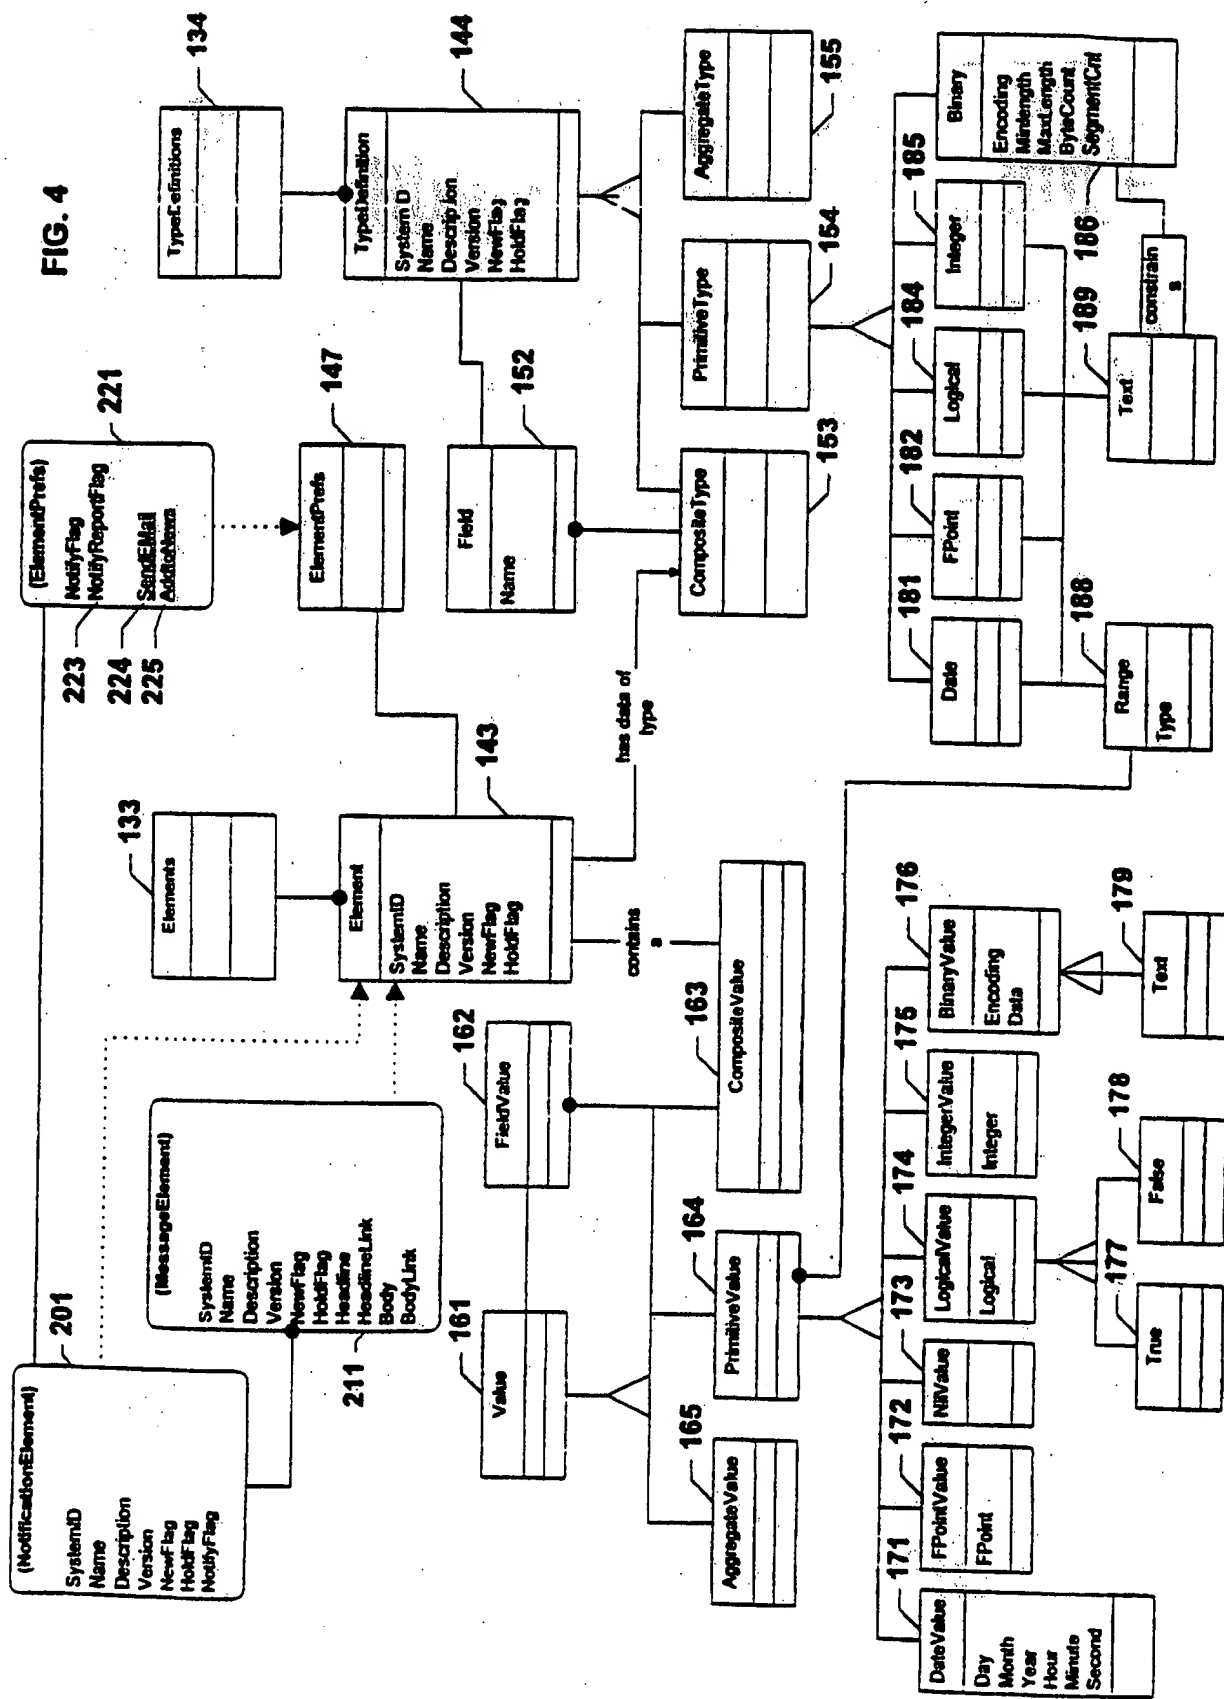 FIG. 4
(NotificationElement)
SystemID
Name
Description
Version
NewFlag
HoldFlag
NotifyFlag
201
(MessageElement)
SystemID
Name
Description
Version
NewFlag
HoldFlag
Headline
HeadlineLink
Body
BodyLink
211
Elements
133
Element
SystemID
Name
Description
Version
NewFlag
HoldFlag
143
(ElementPrefs)
NotifyFlag
NotifyReportFlag
SendEMail
AddtoNews
221
223
224
225
ElementPrefs
147
TypeDefinitions
134
TypeDefinition
System D
Name
Description
Version
NewFlag
HoldFlag
144
Field
Name
152
contains
a
has data of
type
Value
161
FieldValue
162
AggregateValue
165
PrimitiveValue
164
CompositeValue
163
CompositeType
153
PrimitiveType
154
AggregateType
155
DateValue
Day
Month
Year
Hour
Minute
Second
171
FPointValue
FPoint
172
NilValue
173
LogicalValue
Logical
174
IntegerValue
Integer
175
BinaryValue
Encoding
Data
176
True
177
False
178
Text
179
Date
181
FPoint
182
Logical
184
Integer
185
Binary
Encoding
Minlength
MaxLength
ByteCount
SegmentCnt
186
Range
Type
188
Text
189
constrain
s